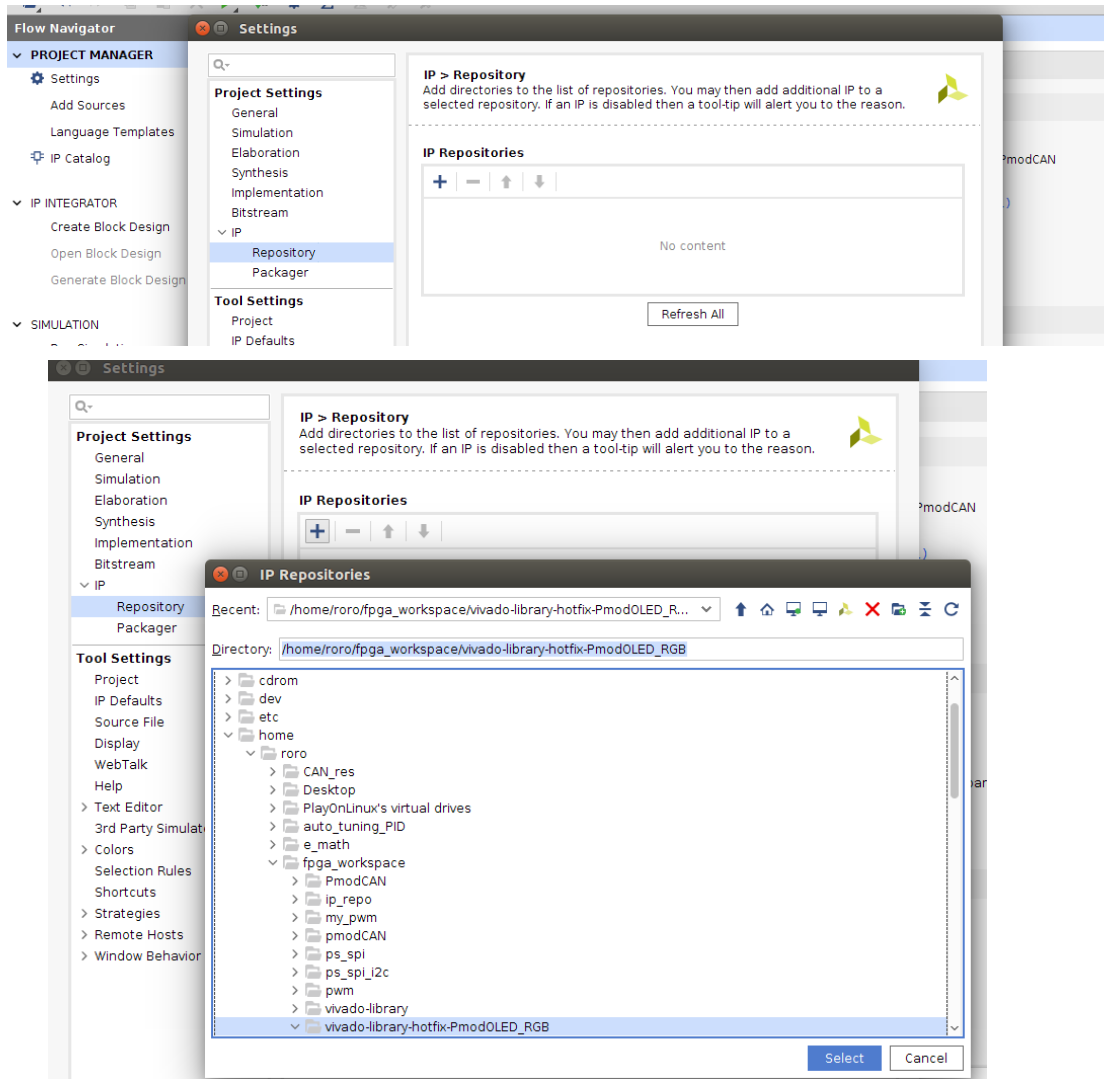 Flow Navigator
Settings
PROJECT MANAGER
Settings
Add Sources
Language Templates
IP Catalog
IP INTEGRATOR
Create Block Design
Open Block Design
Generate Block Design
SIMULATION
Project Settings
General
Simulation
Elaboration
Synthesis
Implementation
Bitstream
IP
Repository
Packager
Tool Settings
Project
IP Defaults
IP > Repository
Add directories to the list of repositories. You may then add additional IP to a
selected repository. If an IP is disabled then a tool-tip will alert you to the reason.
IP Repositories
No content
Refresh All
PmodCAN
.)
Settings
Project Settings
General
Simulation
Elaboration
Synthesis
Implementation
Bitstream
IP
Repository
Packager
Tool Settings
Project
IP Defaults
Source File
Display
WebTalk
Help
Text Editor
3rd Party Simulat
Colors
Selection Rules
Shortcuts
Strategies
Remote Hosts
Window Behavior
IP > Repository
Add directories to the list of repositories. You may then add additional IP to a
selected repository. If an IP is disabled then a tool-tip will alert you to the reason.
IP Repositories
PmodCAN
.)
IP Repositories
Recent: /home/roro/fpga_workspace/vivado-library-hotfix-PmodOLED_R...
Directory: /home/roro/fpga_workspace/vivado-library-hotfix-PmodOLED_RGB
cdrom
dev
etc
home
roro
CAN_res
Desktop
PlayOnLinux's virtual drives
auto_tuning_PID
e_math
fpga_workspace
PmodCAN
ip_repo
my_pwm
pmodCAN
ps_spi
ps_spi_i2c
pwm
vivado-library
vivado-library-hotfix-PmodOLED_RGB
Select
Cancel